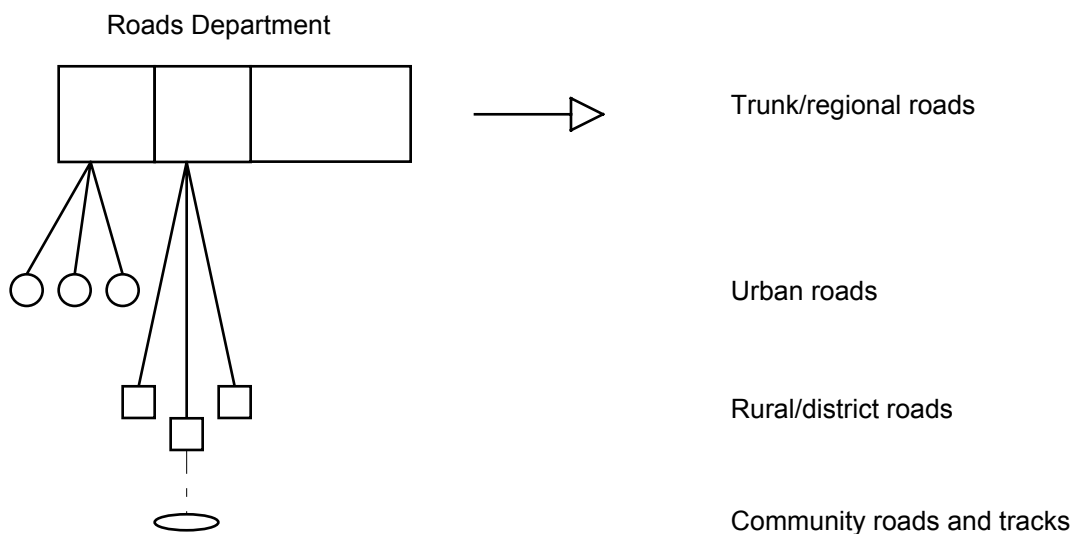 Roads Department
Trunk/regional roads
Urban roads
Rural/district roads
Community roads and tracks